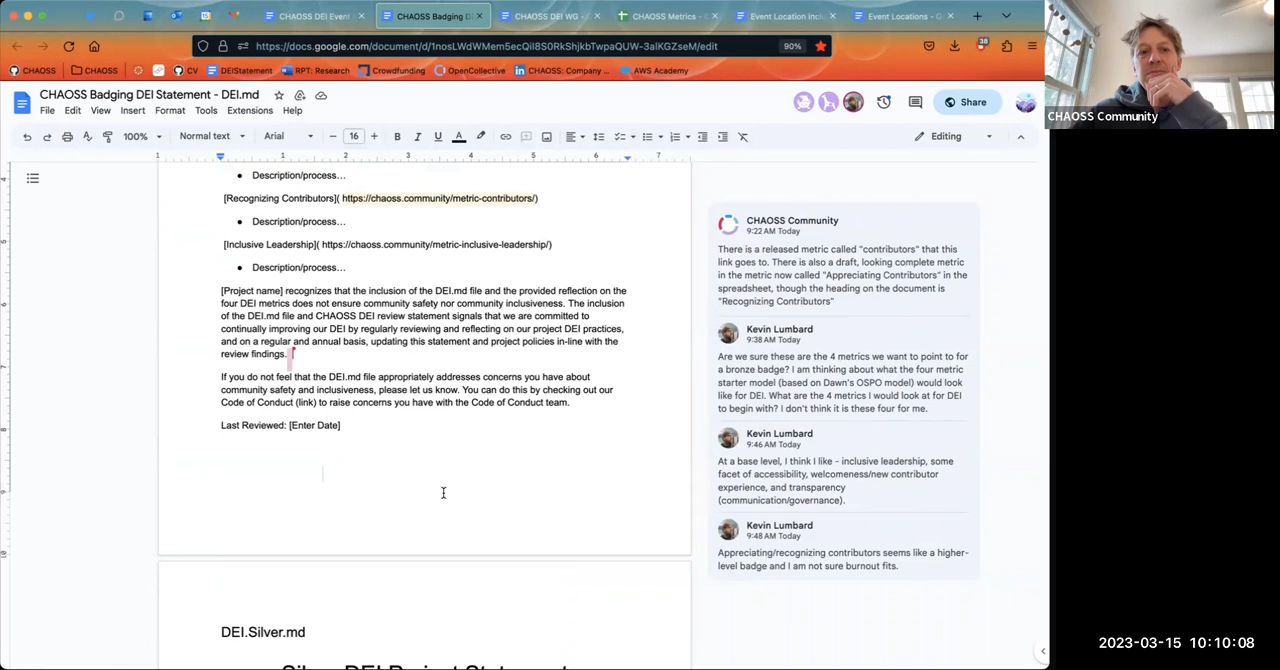 CHAOSS DEI Event
CHAOSS Badging D
CHAOSS DEI WG -
CHAOSS Metrics -
Event Location Inclu
Event Locations - G
https://docs.google.com/document/d/1nosLWdWMem5ecQiI8S0RkShjkbTwpaQUW-3alKGZseM/edit
90%
38
CHAOSS
CHAOSS
CV
DEIStatement
RPT: Research
Crowdfunding
OpenCollective
CHAOSS: Company ...
AWS Academy
CHAOSS Badging DEI Statement - DEI.md
File Edit View Insert Format Tools Extensions Help
Share
100%
Normal text
Arial
16
B I U A
Editing
1 1 2 3 4 5 6 7
Description/process…
[Recognizing Contributors]( https://chaoss.community/metric-contributors/)
Description/process…
[Inclusive Leadership]( https://chaoss.community/metric-inclusive-leadership/)
Description/process…
[Project name] recognizes that the inclusion of the DEI.md file and the provided reflection on the
four DEI metrics does not ensure community safety nor community inclusiveness. The inclusion
of the DEI.md file and CHAOSS DEI review statement signals that we are committed to
continually improving our DEI by regularly reviewing and reflecting on our project DEI practices,
and on a regular and annual basis, updating this statement and project policies in-line with the
review findings.
If you do not feel that the DEI.md file appropriately addresses concerns you have about
community safety and inclusiveness, please let us know. You can do this by checking out our
Code of Conduct (link) to raise concerns you have with the Code of Conduct team.
Last Reviewed: [Enter Date]
DEI.Silver.md
CHAOSS Community
9:22 AM Today
There is a released metric called "contributors" that this
link goes to. There is also a draft, looking complete metric
in the metric now called "Appreciating Contributors" in the
spreadsheet, though the heading on the document is
"Recognizing Contributors"
Kevin Lumbard
9:38 AM Today
Are we sure these are the 4 metrics we want to point to for
a bronze badge? I am thinking about what the four metric
starter model (based on Dawn's OSPO model) would look
like for DEI. What are the 4 metrics I would look at for DEI
to begin with? I don't think it is these four for me.
Kevin Lumbard
9:46 AM Today
At a base level, I think I like - inclusive leadership, some
facet of accessibility, welcomeness/new contributor
experience, and transparency
(communication/governance).
Kevin Lumbard
9:48 AM Today
Appreciating/recognizing contributors seems like a higher-
level badge and I am not sure burnout fits.
CHAOSS Community
2023-03-15 10:10:08